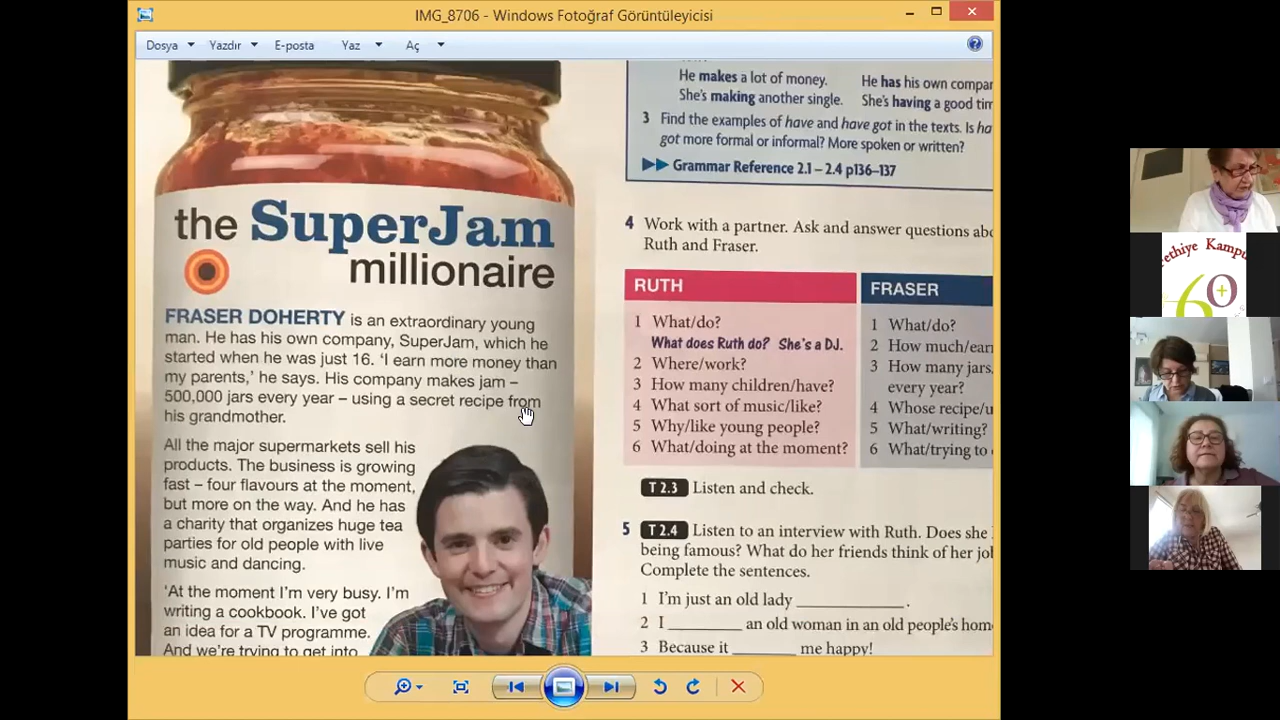 IMG_8706 - Windows Fotoğraf Görüntüleyicisi
Dosya Yazdır E-posta Yaz Aç
the SuperJam
millionaire
FRASER DOHERTY is an extraordinary young
man. He has his own company, SuperJam, which he
started when he was just 16. ‘I earn more money than
my parents,’ he says. His company makes jam –
500,000 jars every year – using a secret recipe from
his grandmother.
All the major supermarkets sell his
products. The business is growing
fast – four flavours at the moment,
but more on the way. And he has
a charity that organizes huge tea
parties for old people with live
music and dancing.
‘At the moment I’m very busy. I’m
writing a cookbook. I’ve got
an idea for a TV programme.
And we’re trying to get into
He makes a lot of money. He has his own compan
She’s making another single. She’s having a good tim
3 Find the examples of have and have got in the texts. Is ha
got more formal or informal? More spoken or written?
Grammar Reference 2.1 – 2.4 p136–137
4 Work with a partner. Ask and answer questions abo
Ruth and Fraser.
RUTH
1 What/do?
What does Ruth do? She’s a DJ.
2 Where/work?
3 How many children/have?
4 What sort of music/like?
5 Why/like young people?
6 What/doing at the moment?
FRASER
1 What/do?
2 How much/earn
3 How many jars
every year?
4 Whose recipe/u
5 What/writing?
6 What/trying to
T 2.3 Listen and check.
5 T 2.4 Listen to an interview with Ruth. Does she
being famous? What do her friends think of her jo
Complete the sentences.
1 I’m just an old lady ____________.
2 I ________ an old woman in an old people’s hom
3 Because it _______ me happy!
Fethiye Kampu
60+